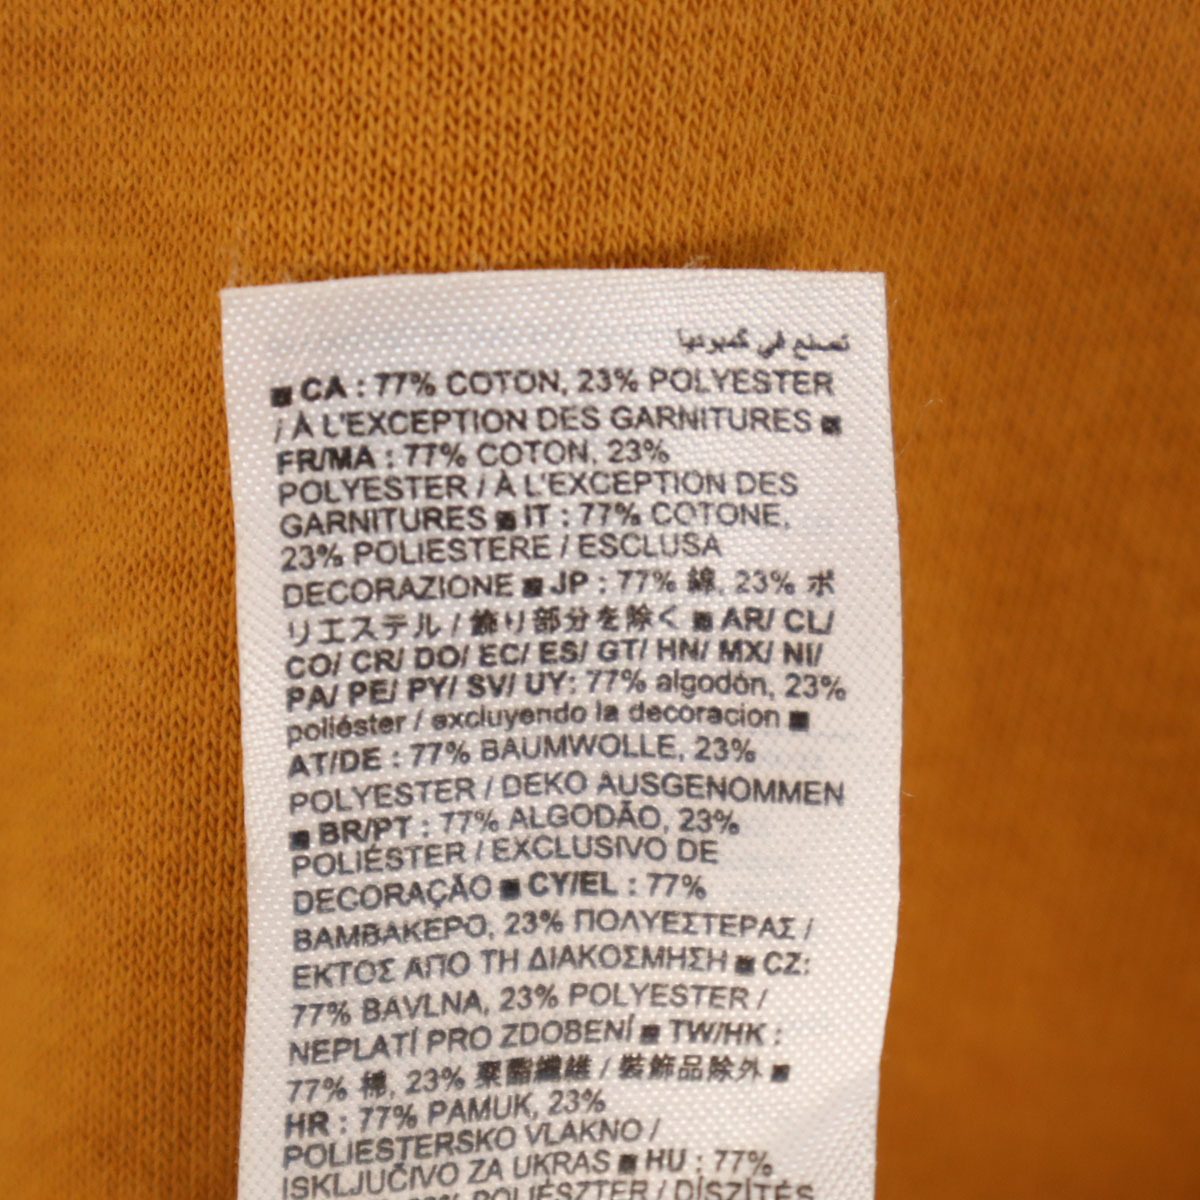 تصنع في كمبوديا
■ CA : 77% COTON, 23% POLYESTER
/ À L'EXCEPTION DES GARNITURES ■
FR/MA : 77% COTON, 23%
POLYESTER / À L'EXCEPTION DES
GARNITURES ■ IT : 77% COTONE,
23% POLIESTERE / ESCLUSA
DECORAZIONE ■ JP : 77% 綿, 23% ポ
リエステル / 飾り部分を除く ■ AR/ CL/
CO/ CR/ DO/ EC/ ES/ GT/ HN/ MX/ NI/
PA/ PE/ PY/ SV/ UY: 77% algodón, 23%
poliéster / excluyendo la decoracion ■
AT/DE : 77% BAUMWOLLE, 23%
POLYESTER / DEKO AUSGENOMMEN
■ BR/PT : 77% ALGODÃO, 23%
POLIÉSTER / EXCLUSIVO DE
DECORAÇÃO ■ CY/EL : 77%
ΒΑΜΒΑΚΕΡΟ, 23% ΠΟΛΥΕΣΤΕΡΑΣ /
ΕΚΤΟΣ ΑΠΟ ΤΗ ΔΙΑΚΟΣΜΗΣΗ ■ CZ:
77% BAVLNA, 23% POLYESTER /
NEPLATÍ PRO ZDOBENÍ ■ TW/HK :
77% 棉, 23% 聚酯纖維 / 裝飾品除外 ■
HR : 77% PAMUK, 23%
POLIESTERSKO VLAKNO /
ISKLJUČIVO ZA UKRAS ■ HU : 77%
POLIÉSZTER / DÍSZÍTÉS